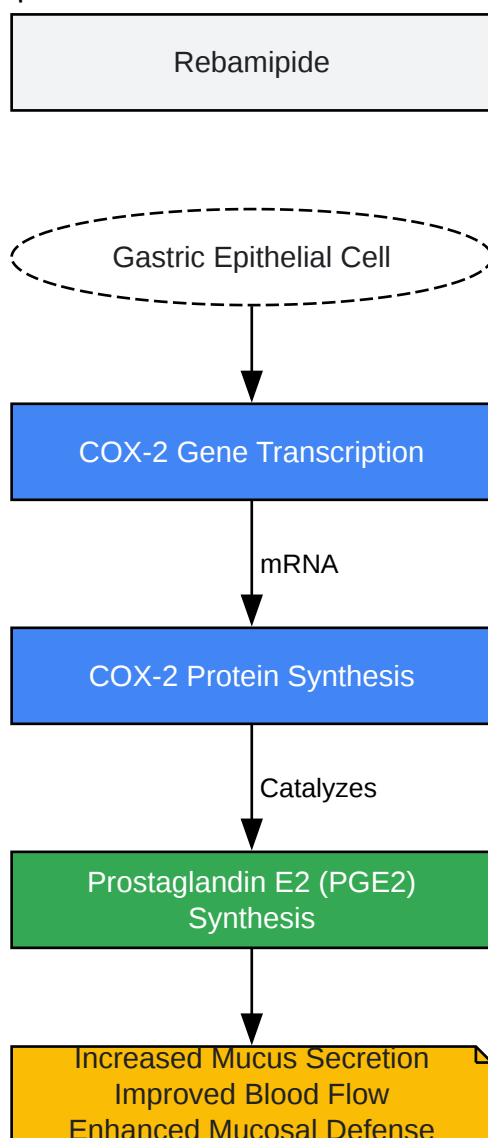 Rebamipide
Gastric Epithelial Cell
COX-2 Gene Transcription
mRNA
COX-2 Protein Synthesis
Catalyzes
Prostaglandin E2 (PGE2)
Synthesis
Increased Mucus Secretion
Improved Blood Flow
Enhanced Mucosal Defense